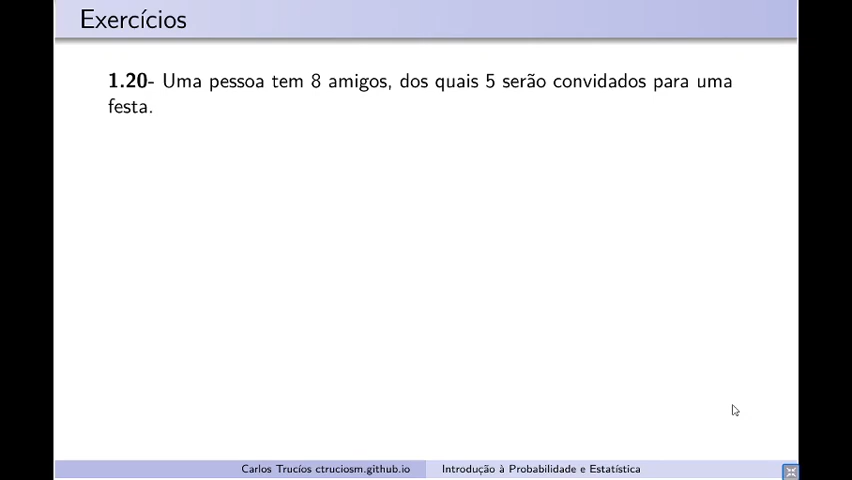 Exercícios
1.20- Uma pessoa tem 8 amigos, dos quais 5 serão convidados para uma
festa.
Carlos Trucíos ctruciosm.github.io Introdução à Probabilidade e Estatística